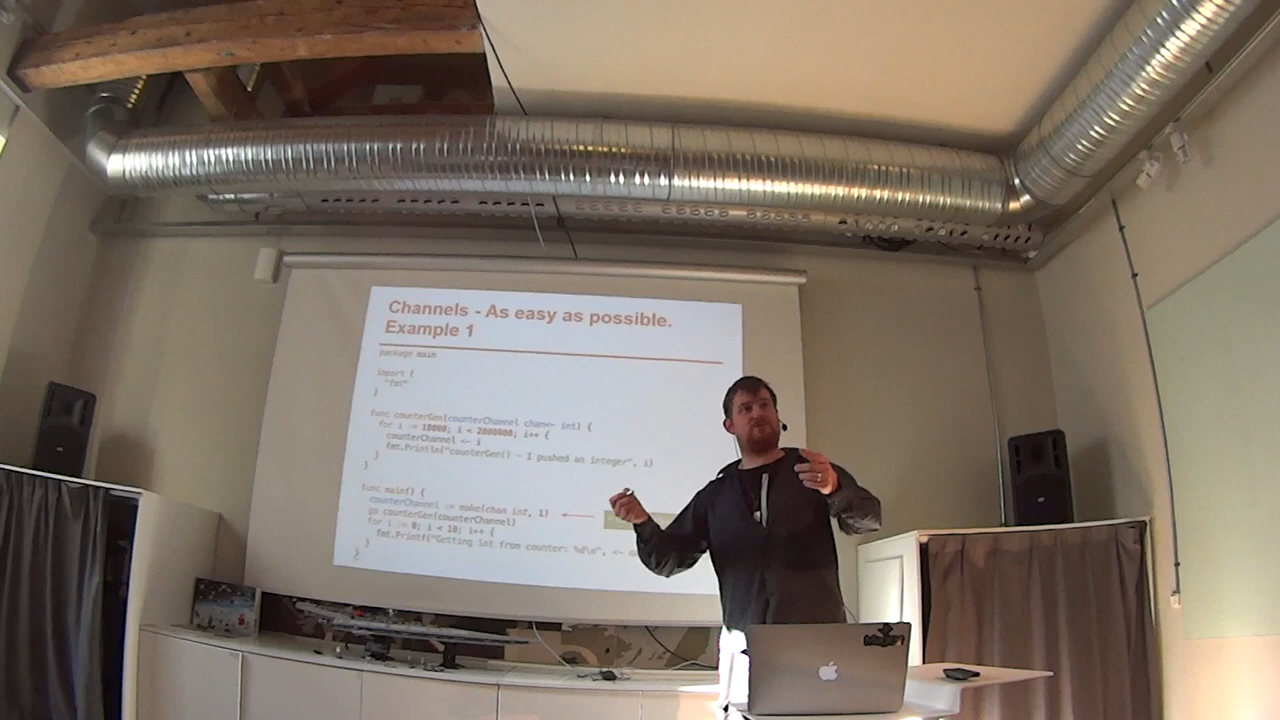 Channels - As easy as possible.
Example 1
package main
import (
"fmt"
)
func counterGen(counterChannel chan<- int) {
for i := 10000; i < 2000000; i++ {
counterChannel <- i
fmt.Println("counterGen() - I pushed an integer", i)
}
}
func main() {
counterChannel := make(chan int, 1)
go counterGen(counterChannel)
for i := 0; i < 10; i++ {
fmt.Printf("Getting int from counter: %d\n", <-
}
}